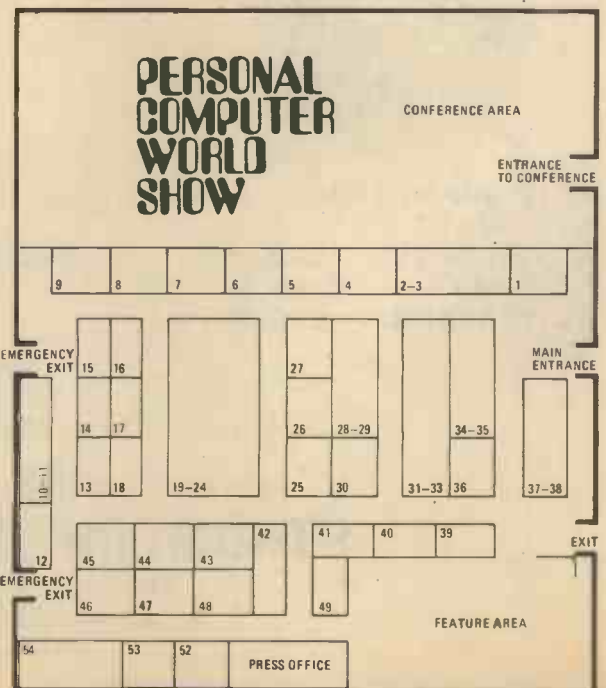 PERSONAL
COMPUTER
WORLD
SHOW
CONFERENCE AREA
ENTRANCE
TO CONFERENCE
9 8 7 6 5 4 2-3 1
EMERGENCY
EXIT
15 16
27
MAIN
ENTRANCE
14 17
26 28-29
34-35
10-11
13 18 19-24 25 30 31-33 36 37-38
42 41 40 39
EXIT
12
45 44 43
EMERGENCY
EXIT
46 47 48 49
FEATURE AREA
54 53 52
PRESS OFFICE